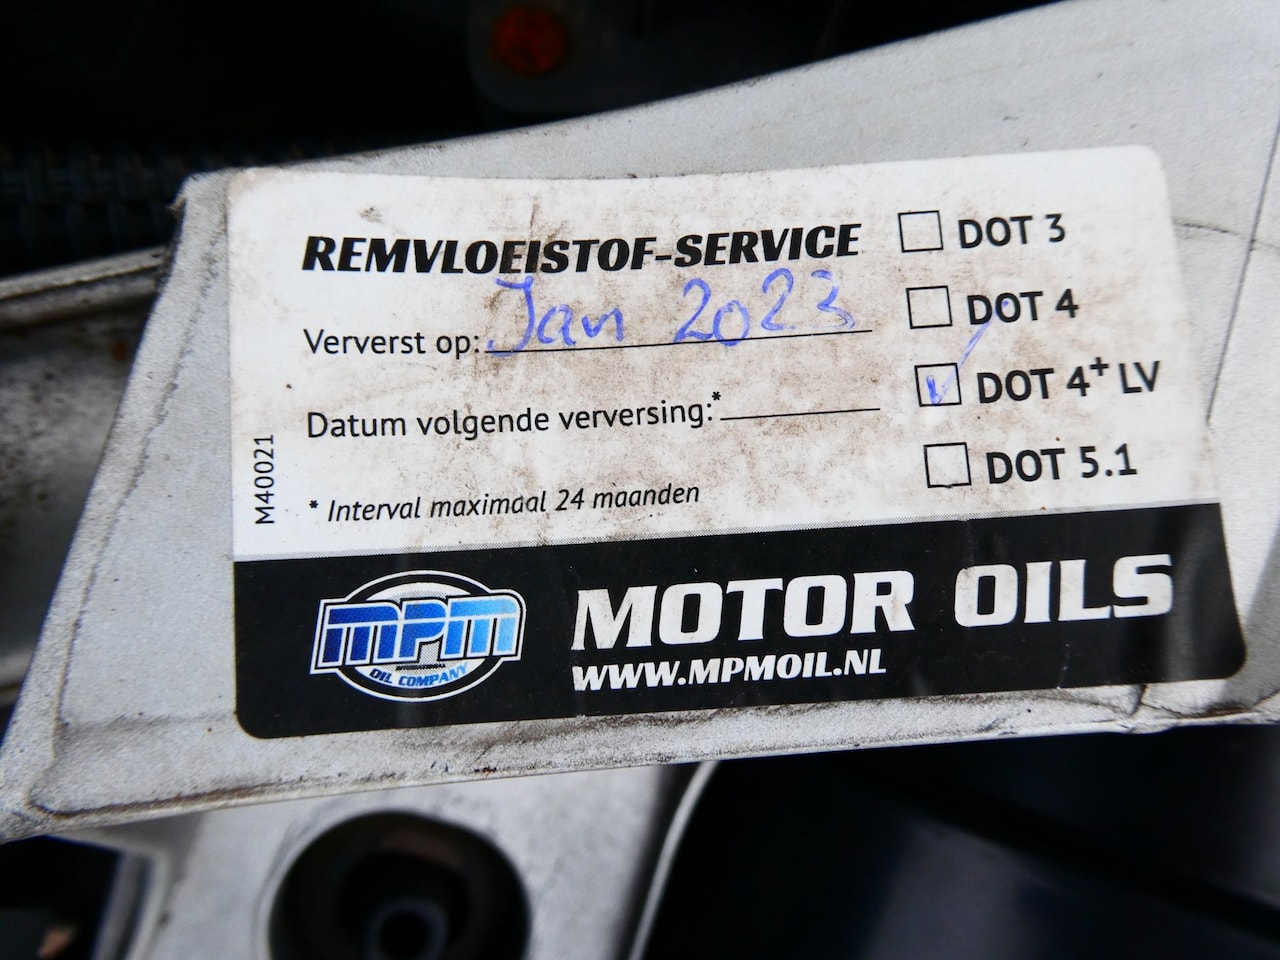 REMVLOEISTOF-SERVICE
Ververst op: Jan 2023
Datum volgende verversing:*
* Interval maximaal 24 maanden
M40021
DOT 3
DOT 4
DOT 4+ LV
DOT 5.1
MPM
INTERNATIONAL
OIL COMPANY
MOTOR OILS
WWW.MPMOIL.NL